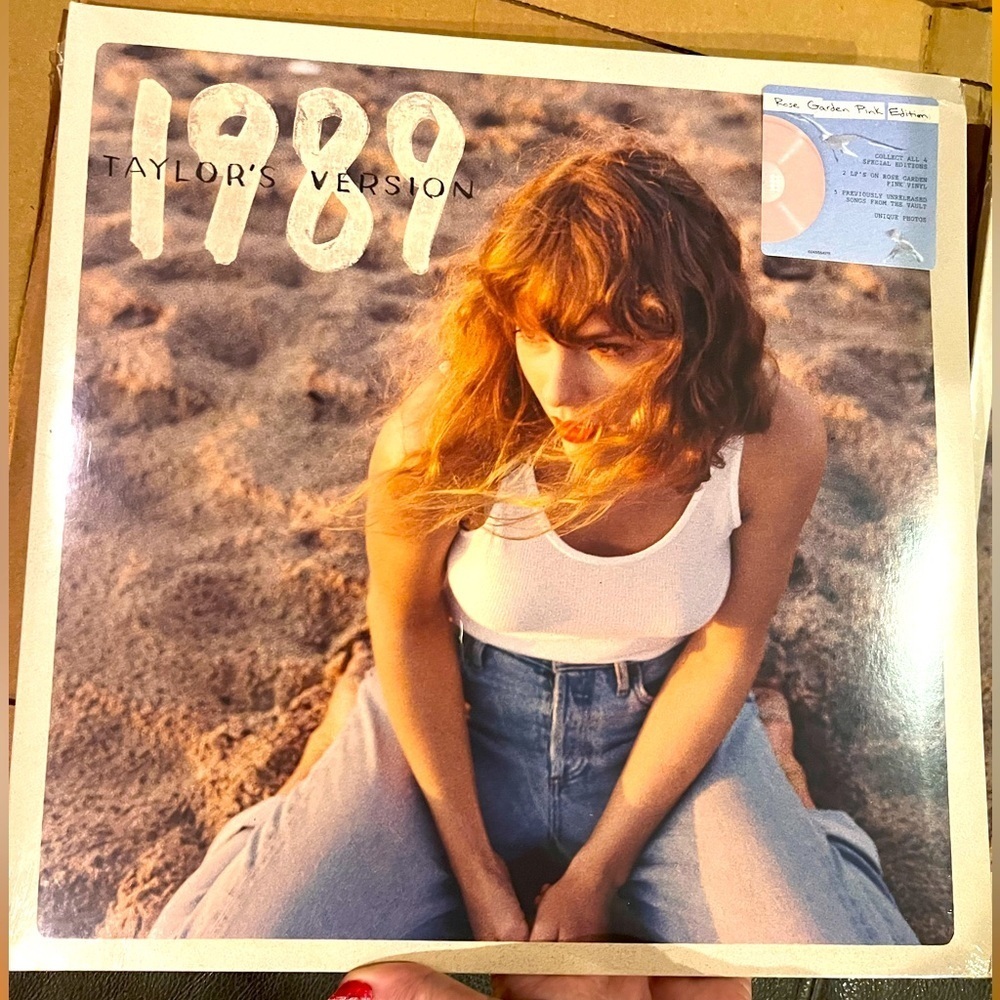 1989
TAYLOR'S VERSION
Rose Garden Pink Edition
COLLECT ALL 4
SPECIAL EDITIONS
2 LP'S ON ROSE GARDEN
PINK VINYL
5 PREVIOUSLY UNRELEASED
SONGS FROM THE VAULT
UNIQUE PHOTOS